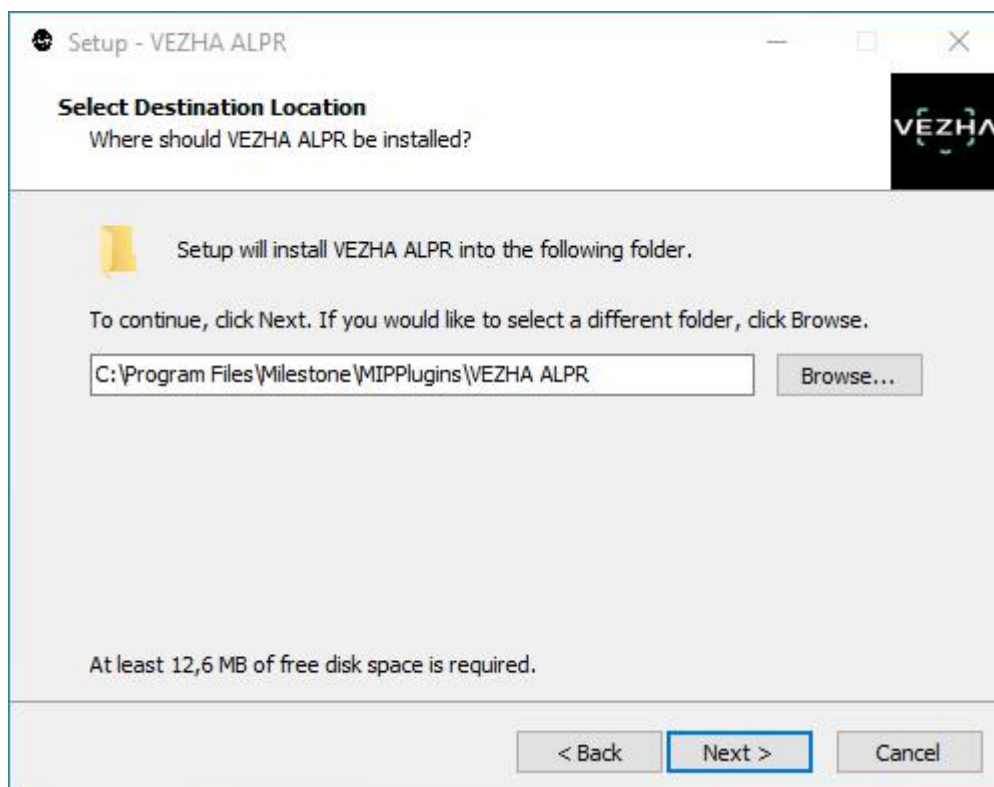 Setup - VEZHA ALPR
Select Destination Location
Where should VEZHA ALPR be installed?
VEZHA
Setup will install VEZHA ALPR into the following folder.
To continue, click Next. If you would like to select a different folder, click Browse.
C:\Program Files\Milestone\MIPPlugins\VEZHA ALPR
Browse...
At least 12,6 MB of free disk space is required.
< Back
Next >
Cancel